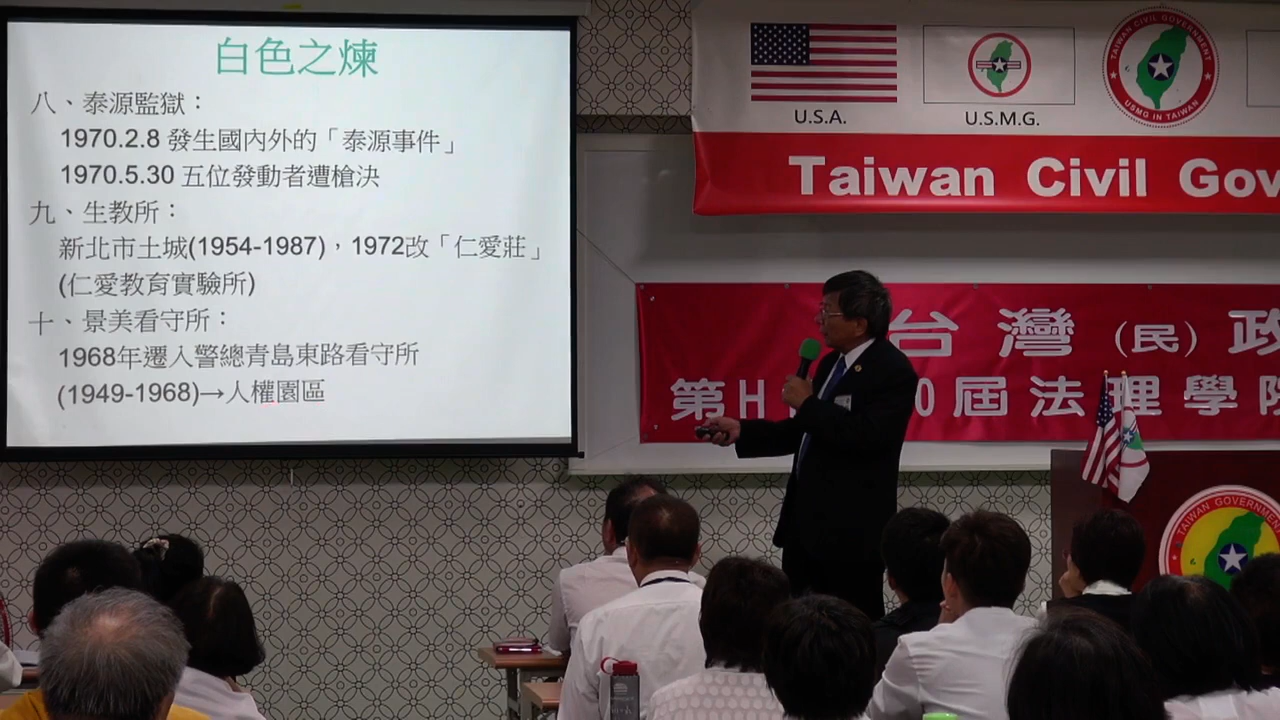 白色之煉
八、泰源監獄：
1970.2.8 發生國內外的「泰源事件」
1970.5.30 五位發動者遭槍決
九、生教所：
新北市土城(1954-1987)，1972改「仁愛莊」
(仁愛教育實驗所)
十、景美看守所：
1968年遷入警總青島東路看守所
(1949-1968)→人權園區
U.S.A.
U.S.M.G.
TAIWAN CIVIL GOVERNMENT
USMG IN TAIWAN
Taiwan Civil Gov
台灣(民)政
第H 0屆法理學院
TAIWAN GOVERNMENT